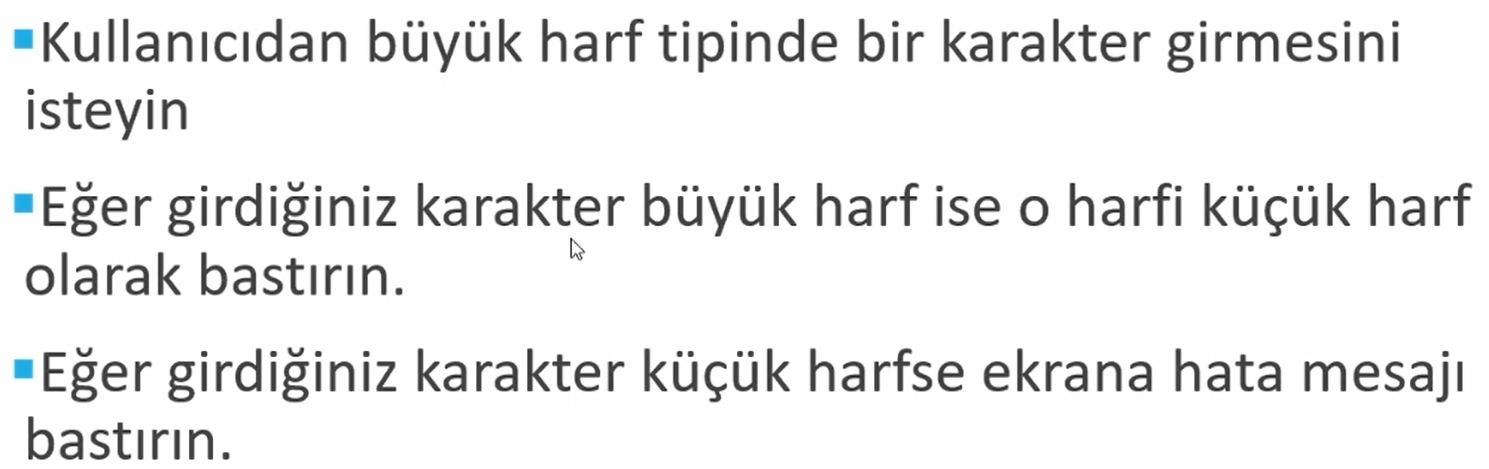 ▪Kullanıcıdan büyük harf tipinde bir karakter girmesini
isteyin
▪Eğer girdiğiniz karakter büyük harf ise o harfi küçük harf
olarak bastırın.
▪Eğer girdiğiniz karakter küçük harfse ekrana hata mesajı
bastırın.